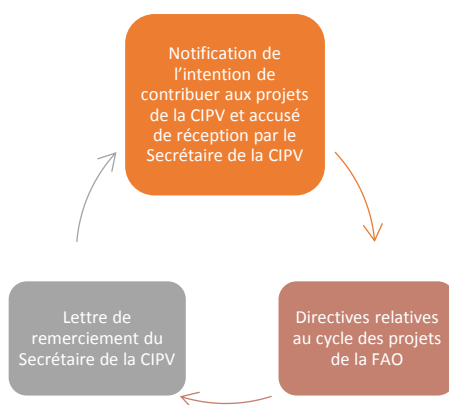 Notification de
l'intention de
contribuer aux projets
de la CIPV et accusé
de réception par le
Secrétaire de la CIPV
Directives relatives
au cycle des projets
de la FAO
Lettre de
remerciement du
Secrétaire de la CIPV